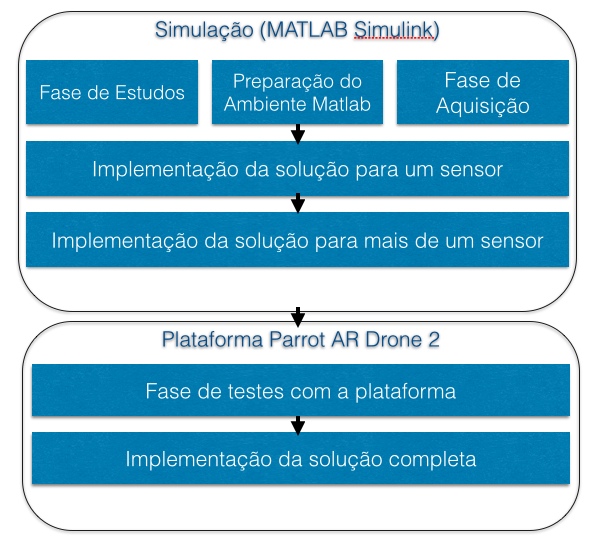 Simulação (MATLAB Simulink)
Fase de Estudos
Preparação do
Ambiente Matlab
Fase de
Aquisição
Implementação da solução para um sensor
Implementação da solução para mais de um sensor
Plataforma Parrot AR Drone 2
Fase de testes com a plataforma
Implementação da solução completa